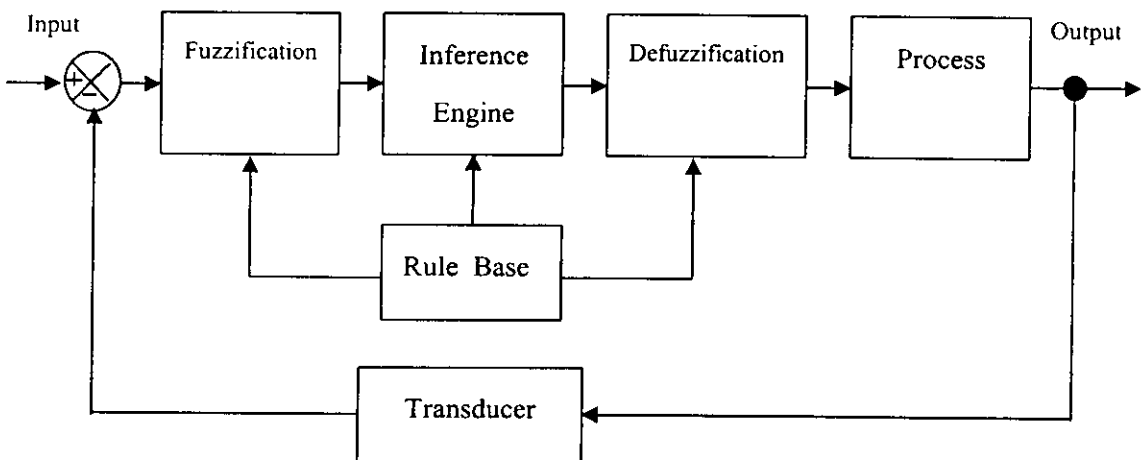 Input
Fuzzification
Inference
Engine
Defuzzification
Process
Output
+
−
Rule Base
Transducer